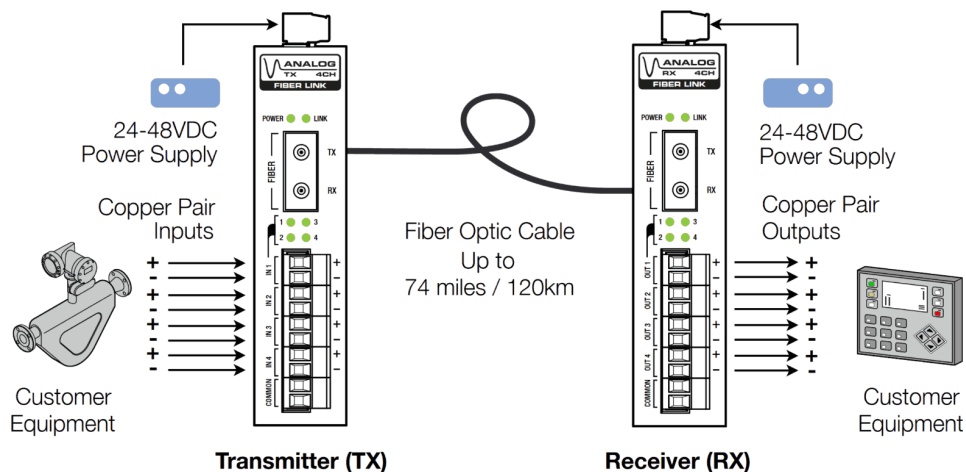 ANALOG
TX 4CH
FIBER LINK
POWER LINK
TX
FIBER
RX
1 3
2 4
IN 1 +
-
IN 2 +
-
IN 3 +
-
IN 4 +
-
COMMON
24-48VDC
Power Supply
Copper Pair
Inputs
+
-
+
-
+
-
+
-
Customer
Equipment
Transmitter (TX)
Fiber Optic Cable
Up to
74 miles / 120km
ANALOG
RX 4CH
FIBER LINK
POWER LINK
TX
FIBER
RX
1 3
2 4
OUT 1 +
-
OUT 2 +
-
OUT 3 +
-
OUT 4 +
-
COMMON
24-48VDC
Power Supply
Copper Pair
Outputs
+
-
+
-
+
-
+
-
Customer
Equipment
Receiver (RX)